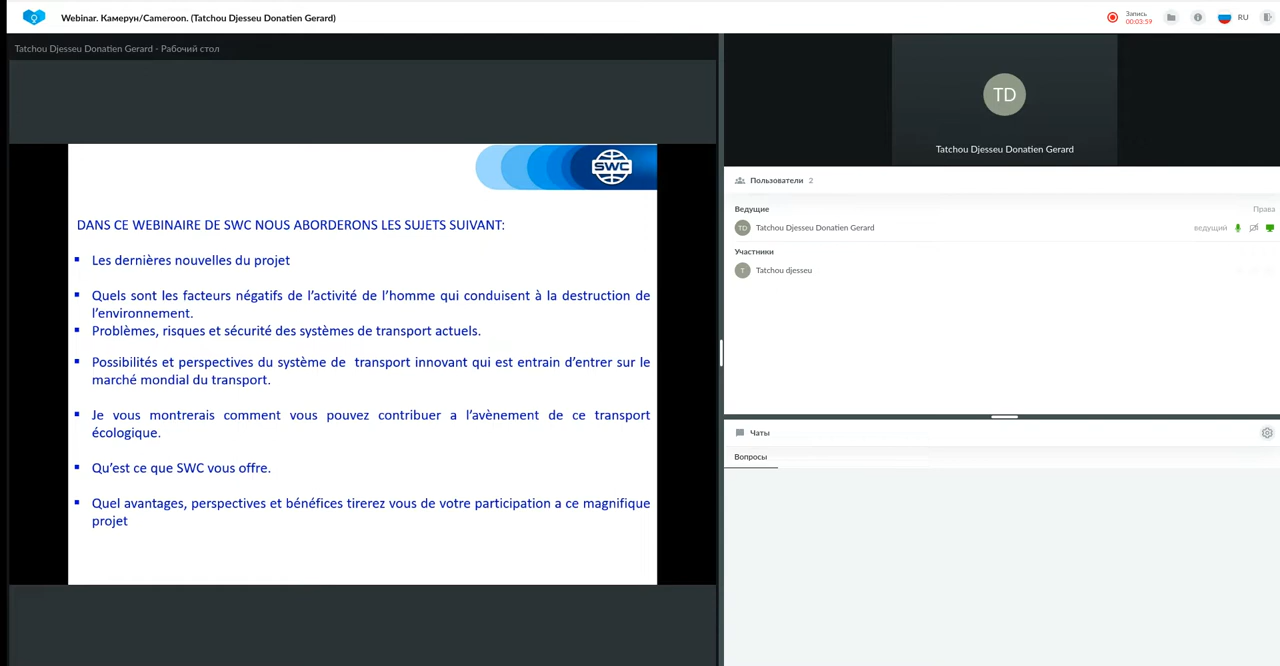 Webinar. Камерун/Cameroon. (Tatchou Djesseu Donatien Gerard)
Запись
00:03:59
RU
Tatchou Djesseu Donatien Gerard - Рабочий стол
SWC
DANS CE WEBINAIRE DE SWC NOUS ABORDERONS LES SUJETS SUIVANT:
▪ Les dernières nouvelles du projet
▪ Quels sont les facteurs négatifs de l'activité de l'homme qui conduisent à la destruction de
l'environnement.
▪ Problèmes, risques et sécurité des systèmes de transport actuels.
▪ Possibilités et perspectives du système de transport innovant qui est entrain d'entrer sur le
marché mondial du transport.
▪ Je vous montrerais comment vous pouvez contribuer a l'avènement de ce transport
écologique.
▪ Qu'est ce que SWC vous offre.
▪ Quel avantages, perspectives et bénéfices tirerez vous de votre participation a ce magnifique
projet
TD
Tatchou Djesseu Donatien Gerard
Пользователи 2
Ведущие Права
TD Tatchou Djesseu Donatien Gerard ведущий
Участники
T Tatchou djesseu
Чаты
Вопросы